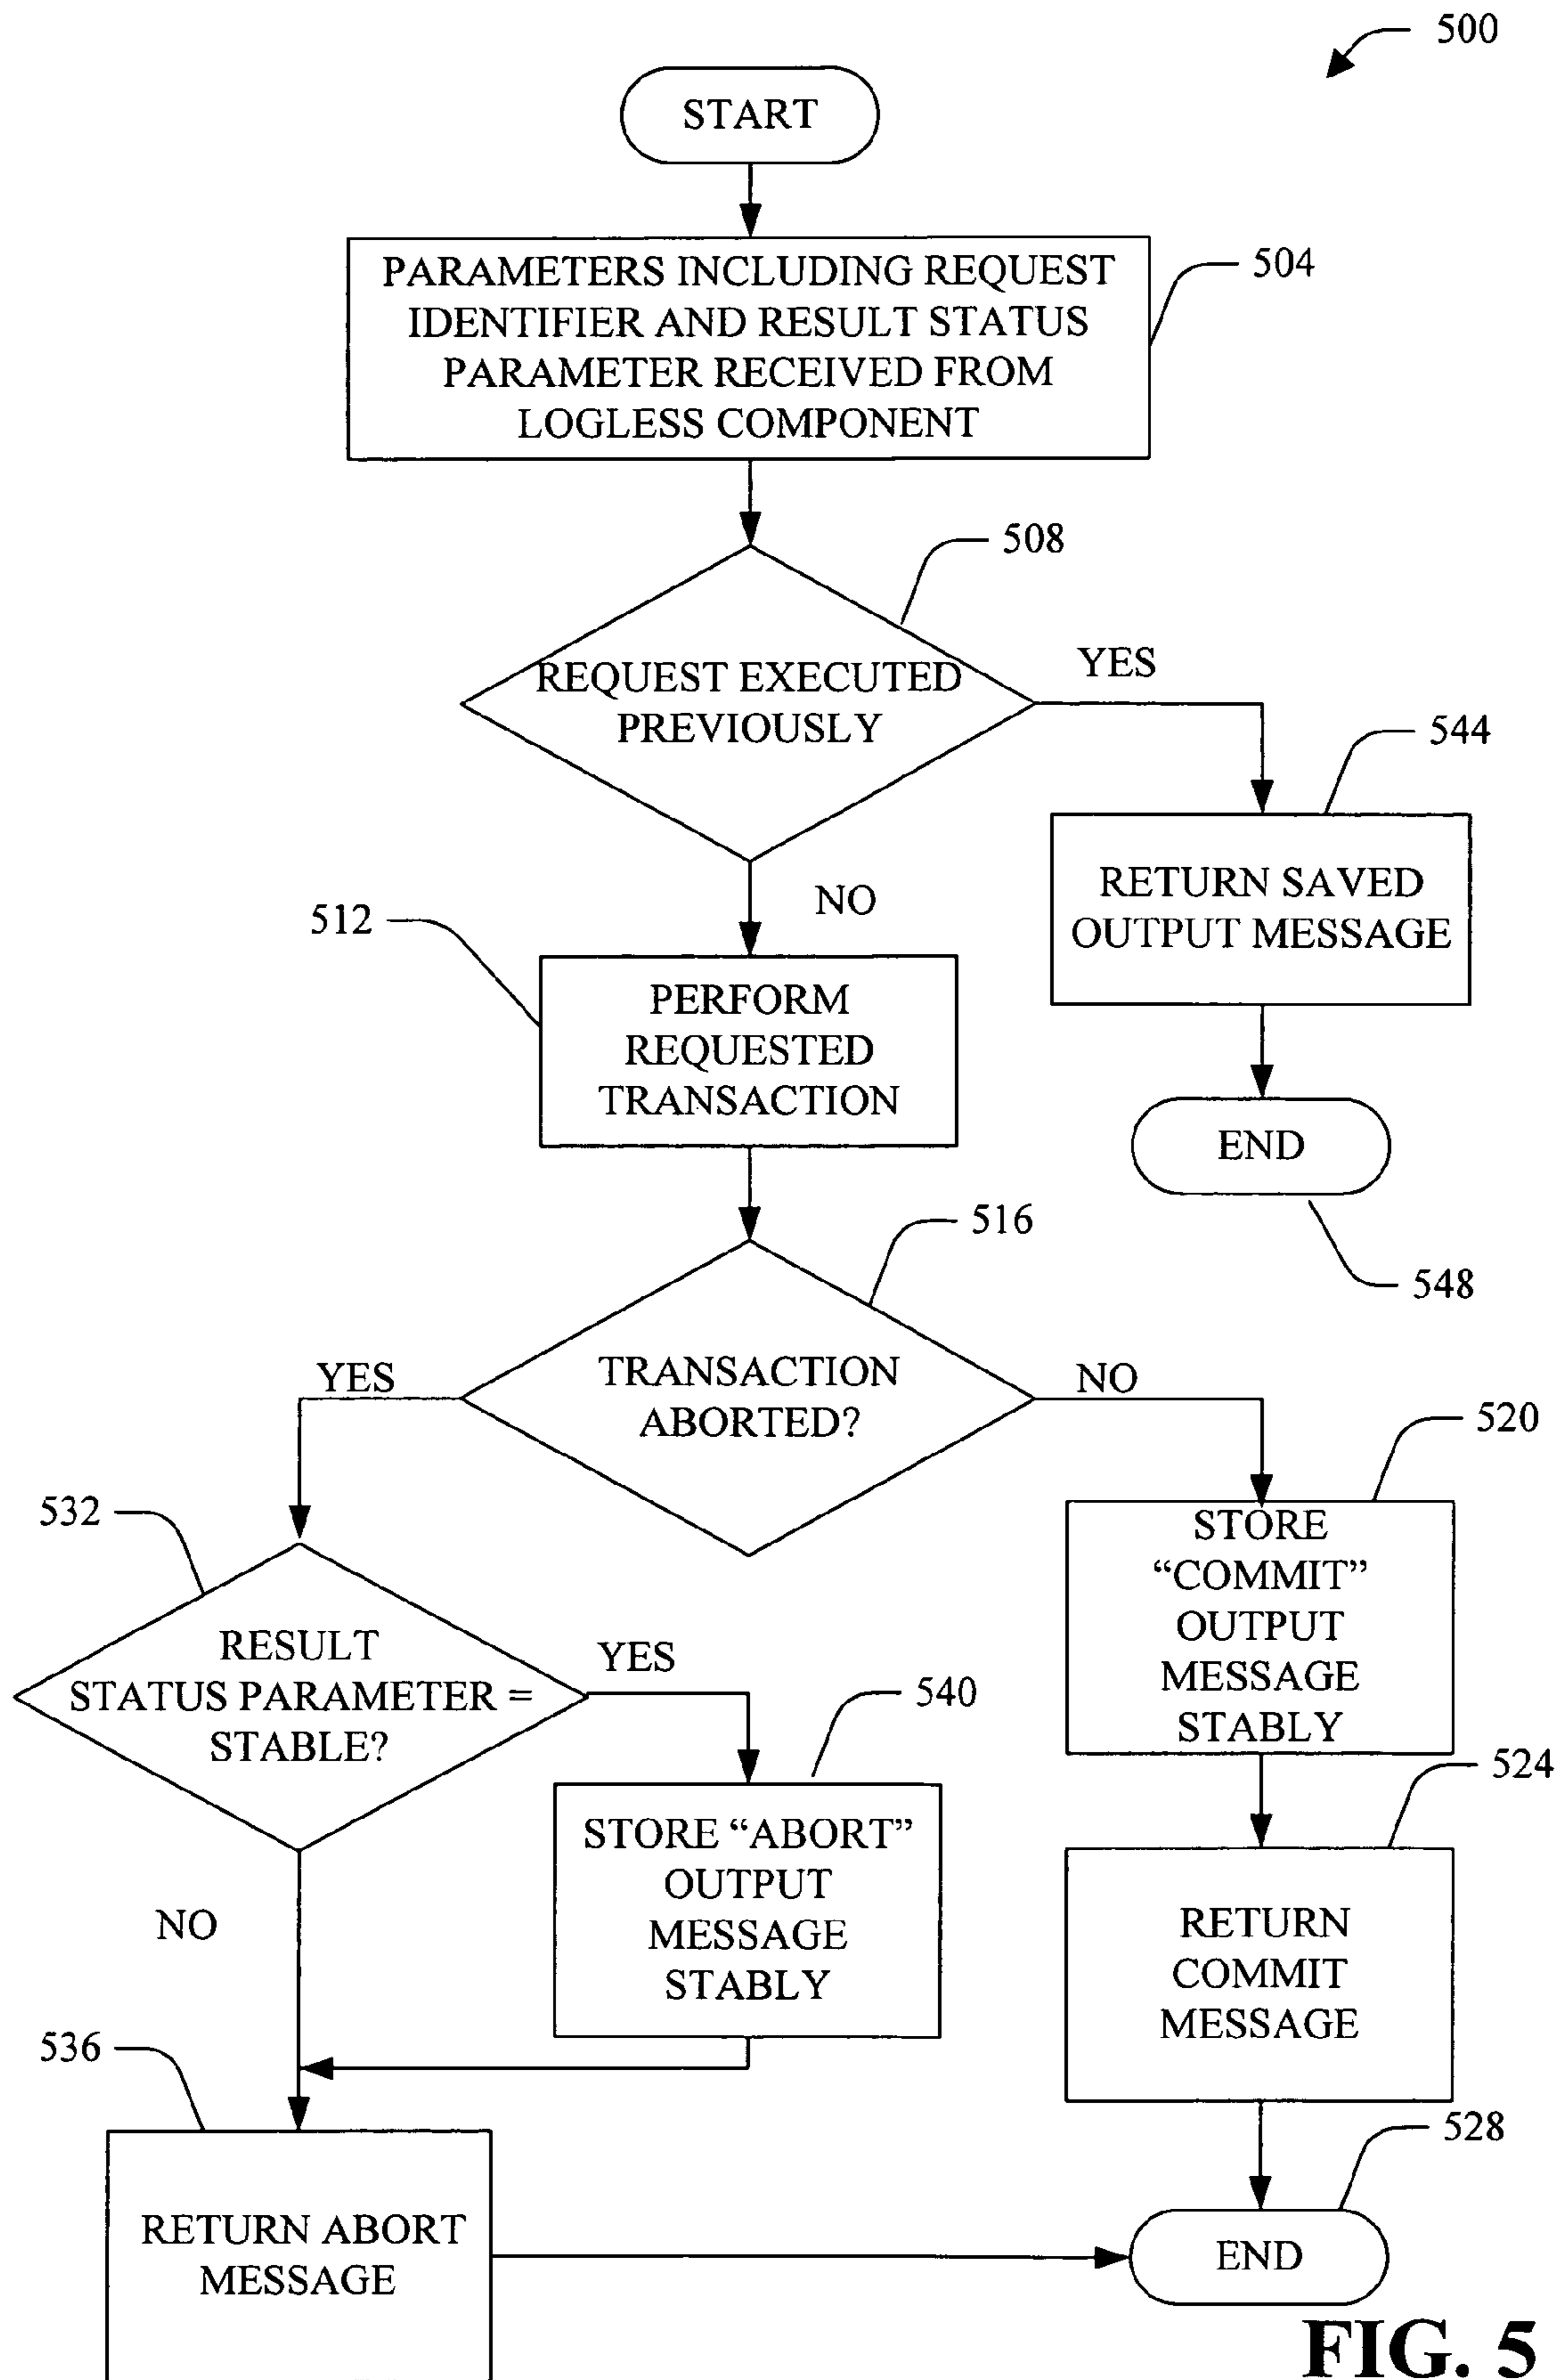 500
START
PARAMETERS INCLUDING REQUEST
IDENTIFIER AND RESULT STATUS
PARAMETER RECEIVED FROM
LOGLESS COMPONENT
504
508
REQUEST EXECUTED
PREVIOUSLY
YES
544
RETURN SAVED
OUTPUT MESSAGE
NO
512
PERFORM
REQUESTED
TRANSACTION
END
548
516
TRANSACTION
ABORTED?
YES
NO
520
STORE
“COMMIT”
OUTPUT
MESSAGE
STABLY
532
RESULT
STATUS PARAMETER =
STABLE?
YES
540
STORE “ABORT”
OUTPUT
MESSAGE
STABLY
524
RETURN
COMMIT
MESSAGE
NO
536
RETURN ABORT
MESSAGE
528
END
FIG. 5